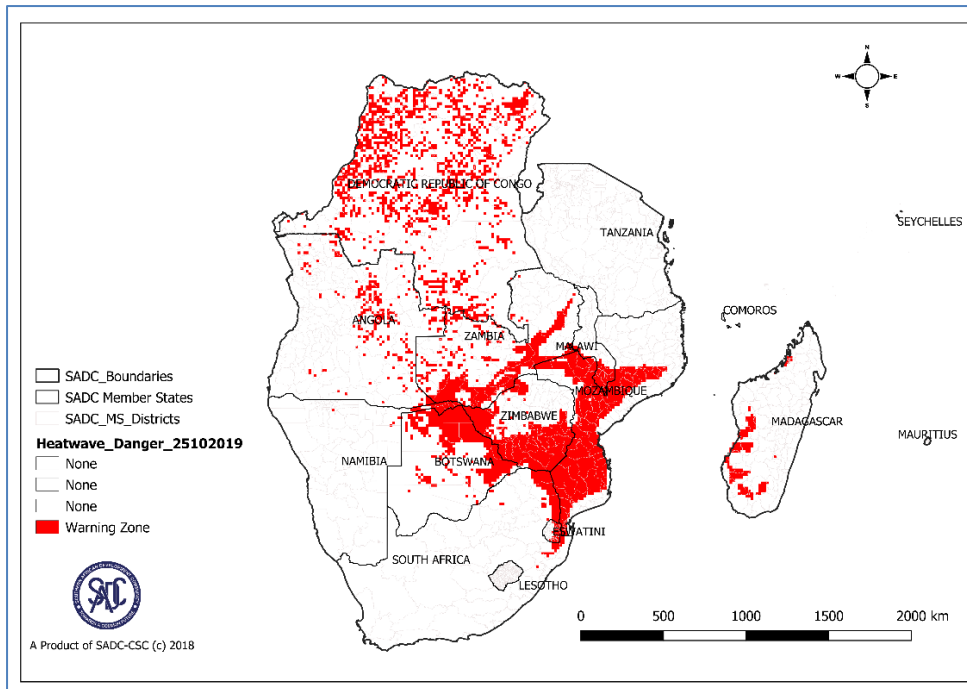 N
W
E
S
DEMOCRATIC REPUBLIC OF CONGO
TANZANIA
SEYCHELLES
COMOROS
ANGOLA
ZAMBIA
MALAWI
MOZAMBIQUE
ZIMBABWE
MADAGASCAR
MAURITIUS
NAMIBIA
BOTSWANA
ESWATINI
SOUTH AFRICA
LESOTHO
SADC_Boundaries
SADC Member States
SADC_MS_Districts
Heatwave_Danger_25102019
None
None
None
Warning Zone
SADC
A Product of SADC-CSC (c) 2018
0 500 1000 1500 2000 km